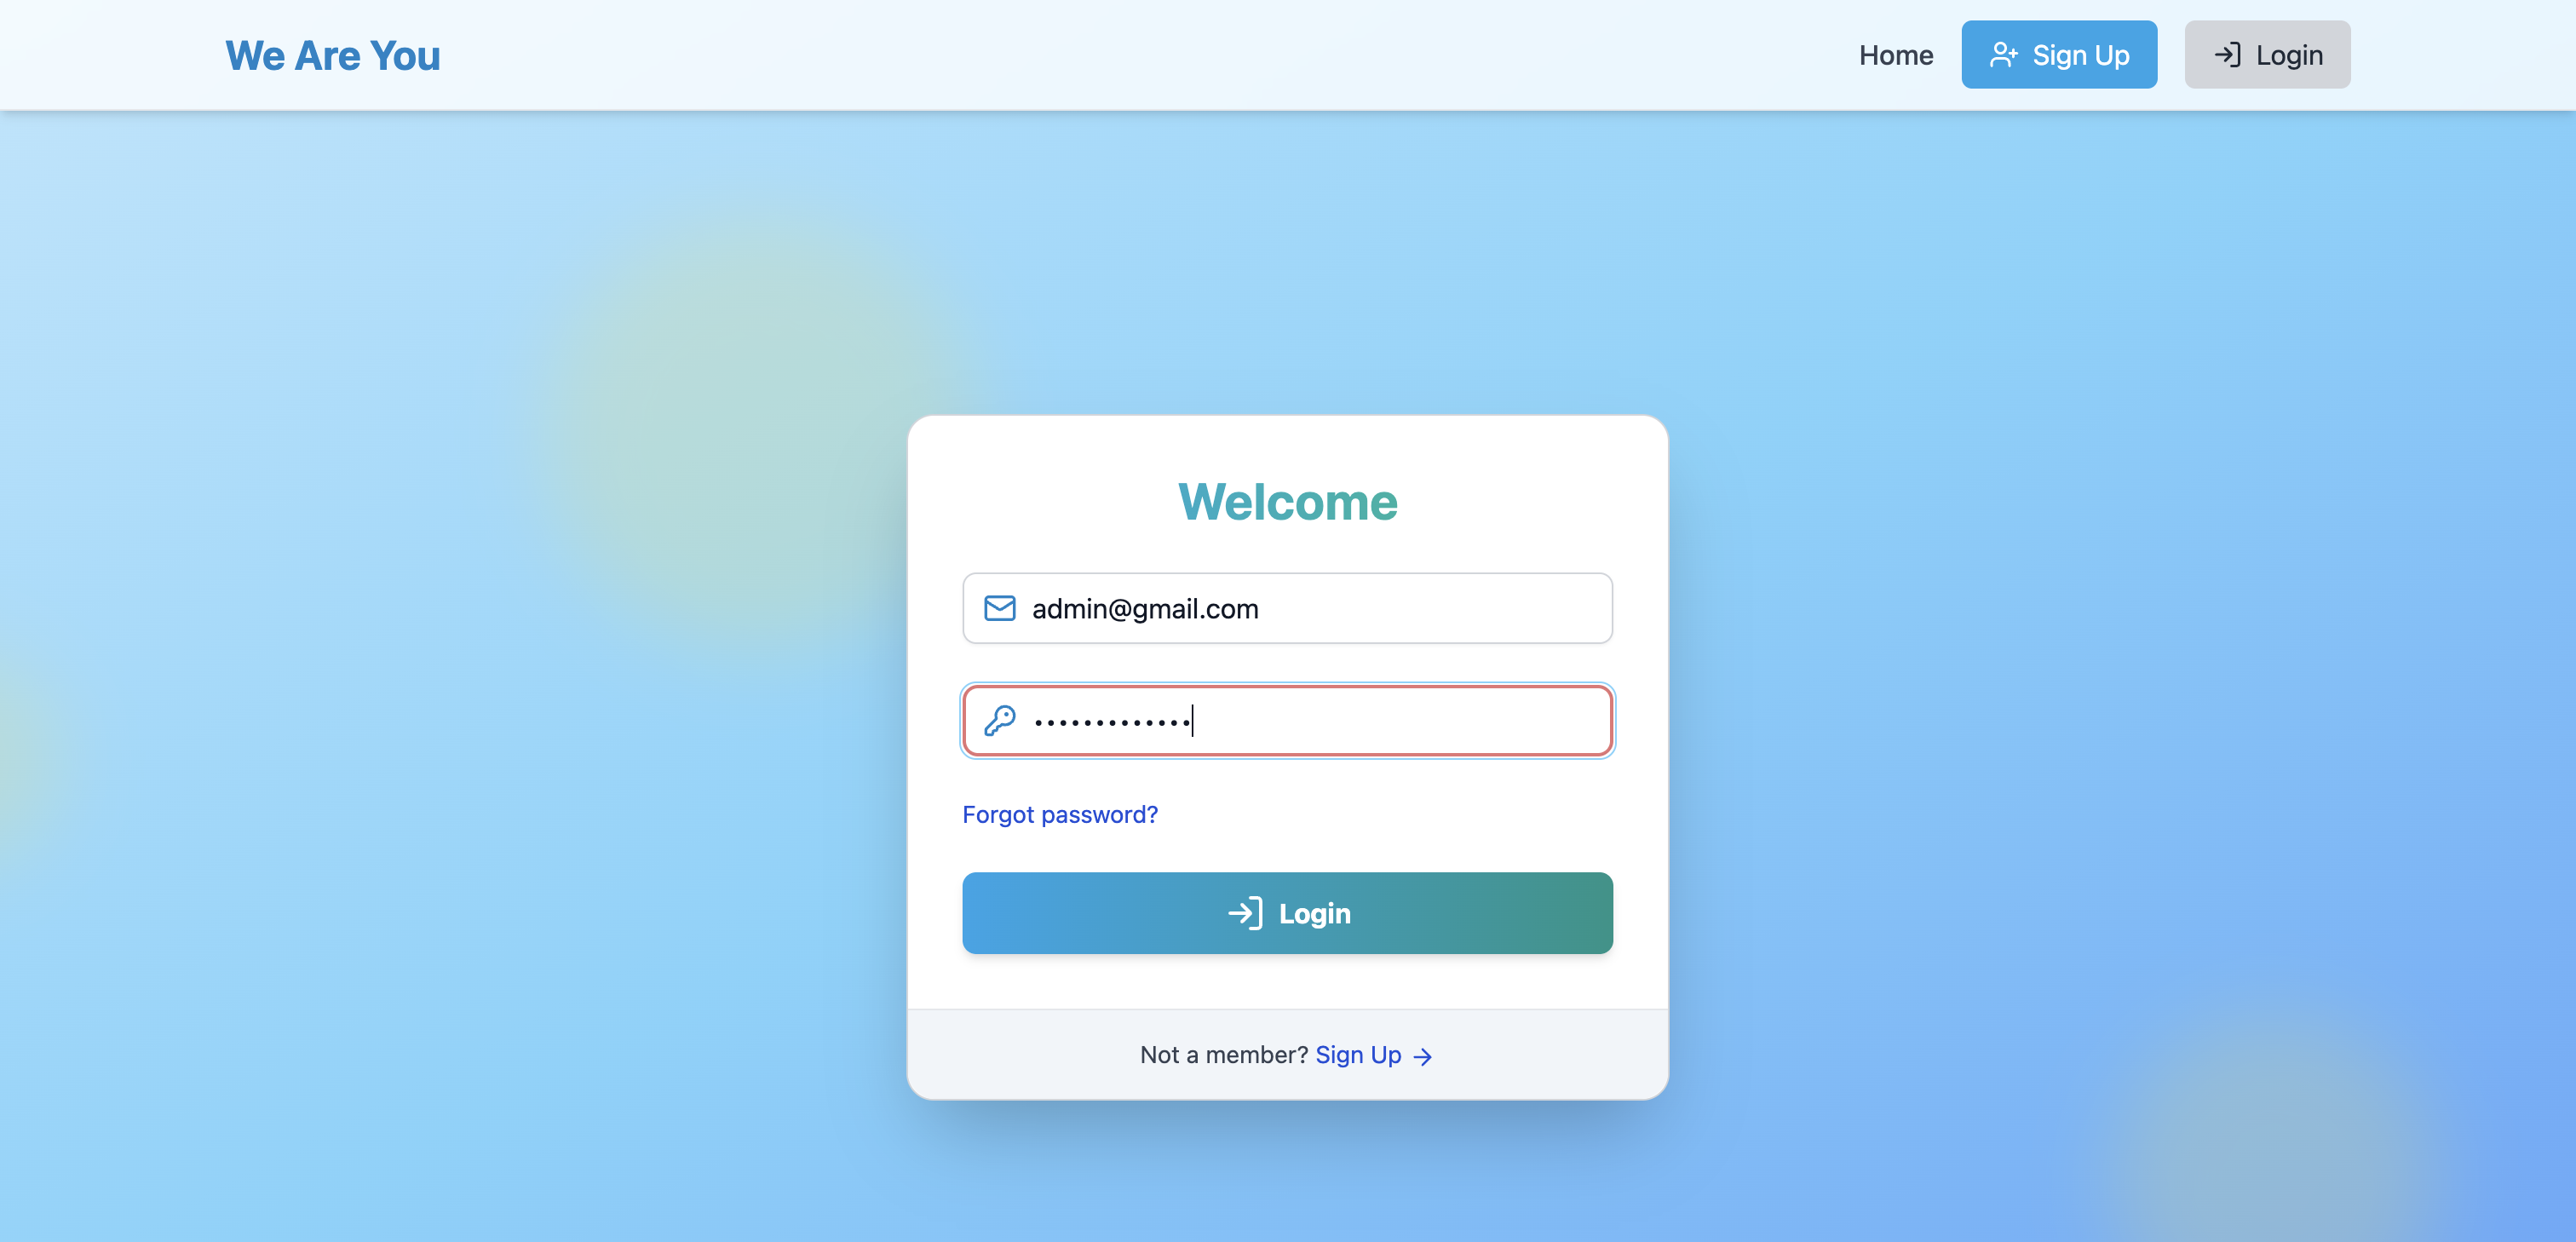 We Are You
Home
Sign Up
Login
Welcome
admin@gmail.com
•••••••••••••
Forgot password?
Login
Not a member? Sign Up →